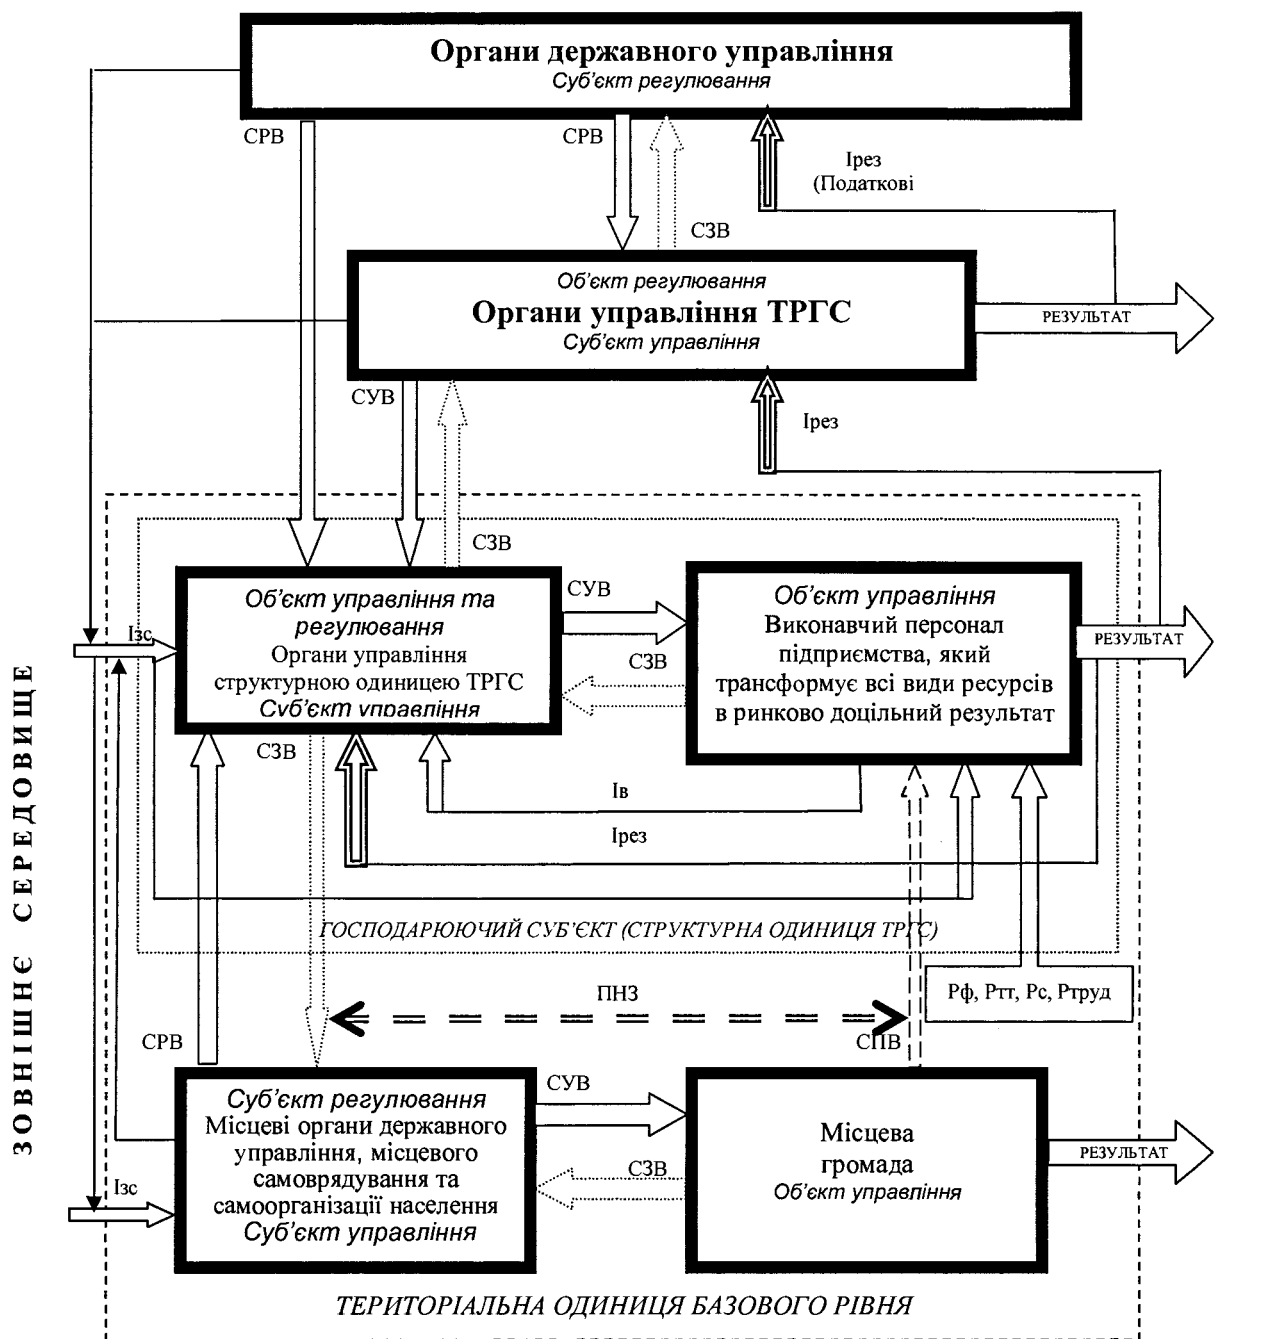 Органи державного управління
Суб'єкт регулювання
СРВ
СРВ
Ірез
(Податкові
СЗВ
Об'єкт регулювання
Органи управління ТРГС
Суб'єкт управління
РЕЗУЛЬТАТ
СУВ
Ірез
СЗВ
Ізс
Об'єкт управління та
регулювання
Органи управління
структурною одиницею ТРГС
Суб'єкт управління
СУВ
СЗВ
Об'єкт управління
Виконавчий персонал
підприємства, який
трансформує всі види ресурсів
в ринково доцільний результат
РЕЗУЛЬТАТ
ЗОВНІШНЄ СЕРЕДОВИЩЕ
СЗВ
Ів
Ірез
ГОСПОДАРЮЮЧИЙ СУБ'ЄКТ (СТРУКТУРНА ОДИНИЦЯ ТРГС)
ПНЗ
Рф, Ртт, Рс, Ртруд
СРВ
СПВ
Суб'єкт регулювання
Місцеві органи державного
управління, місцевого
самоврядування та
самоорганізації населення
Суб'єкт управління
СУВ
СЗВ
Місцева
громада
Об'єкт управління
РЕЗУЛЬТАТ
Ізс
ТЕРИТОРІАЛЬНА ОДИНИЦЯ БАЗОВОГО РІВНЯ